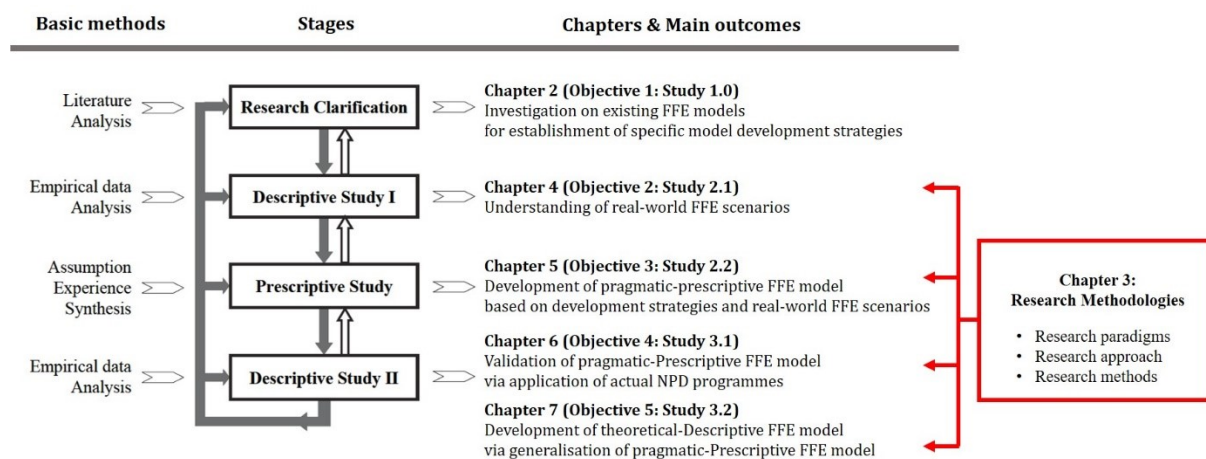 Basic methods
Stages
Chapters & Main outcomes
Literature
Analysis
Research Clarification
Chapter 2 (Objective 1: Study 1.0)
Investigation on existing FFE models
for establishment of specific model development strategies
Empirical data
Analysis
Descriptive Study I
Chapter 4 (Objective 2: Study 2.1)
Understanding of real-world FFE scenarios
Assumption
Experience
Synthesis
Prescriptive Study
Chapter 5 (Objective 3: Study 2.2)
Development of pragmatic-prescriptive FFE model
based on development strategies and real-world FFE scenarios
Empirical data
Analysis
Descriptive Study II
Chapter 6 (Objective 4: Study 3.1)
Validation of pragmatic-Prescriptive FFE model
via application of actual NPD programmes
Chapter 7 (Objective 5: Study 3.2)
Development of theoretical-Descriptive FFE model
via generalisation of pragmatic-Prescriptive FFE model
Chapter 3:
Research Methodologies
• Research paradigms
• Research approach
• Research methods